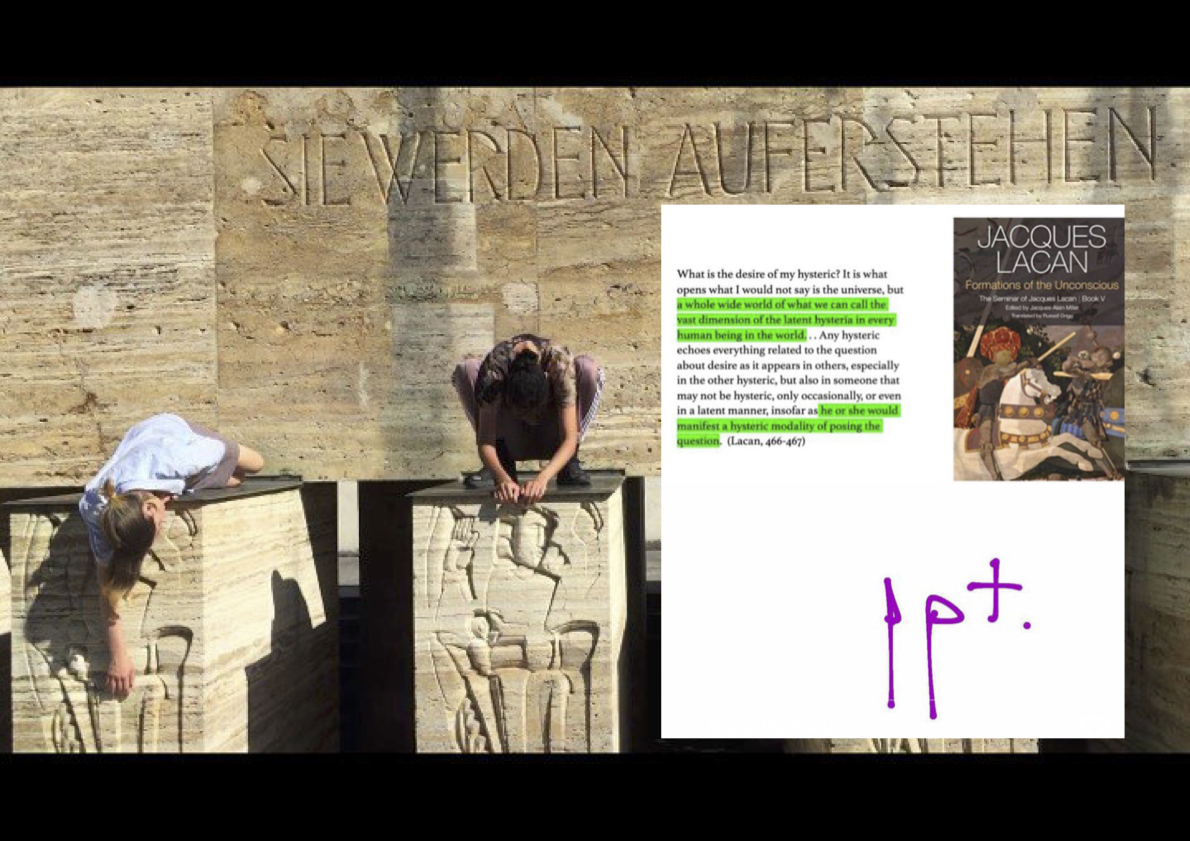 SIE WERDEN AUFERSTEHEN
What is the desire of my hysteric? It is what
opens what I would not say is the universe, but
a whole wide world of what we can call the
vast dimension of the latent hysteria in every
human being in the world. . . Any hysteric
echoes everything related to the question
about desire as it appears in others, especially
in the other hysteric, but also in someone that
may not be hysteric, only occasionally, or even
in a latent manner, insofar as he or she would
manifest a hysteric modality of posing the
question. (Lacan, 466-467)
JACQUES
LACAN
Formations of the Unconscious
The Seminar of Jacques Lacan | Book V
Edited by Jacques-Alain Miller
Translated by Russell Grigg
ppt.